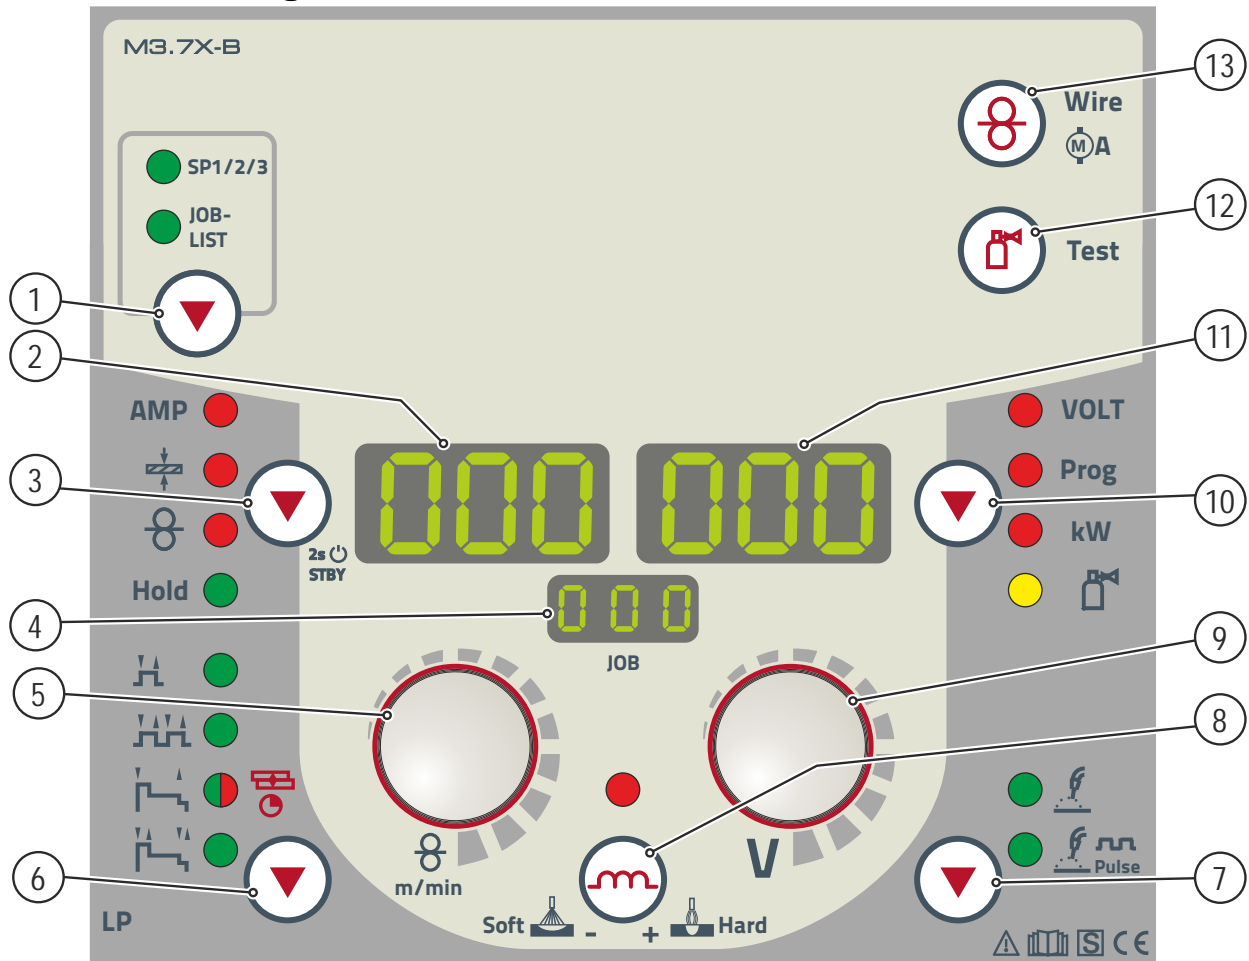 M3.7X-B
13
Wire
M A
SP1/2/3
JOB-
LIST
12
Test
1
2
11
AMP
VOLT
3
000
000
Prog
10
kW
2s
STBY
Hold
4
000
JOB
9
5
8
6
m/min
V
Pulse
7
LP
Soft
-
+
Hard
S CE